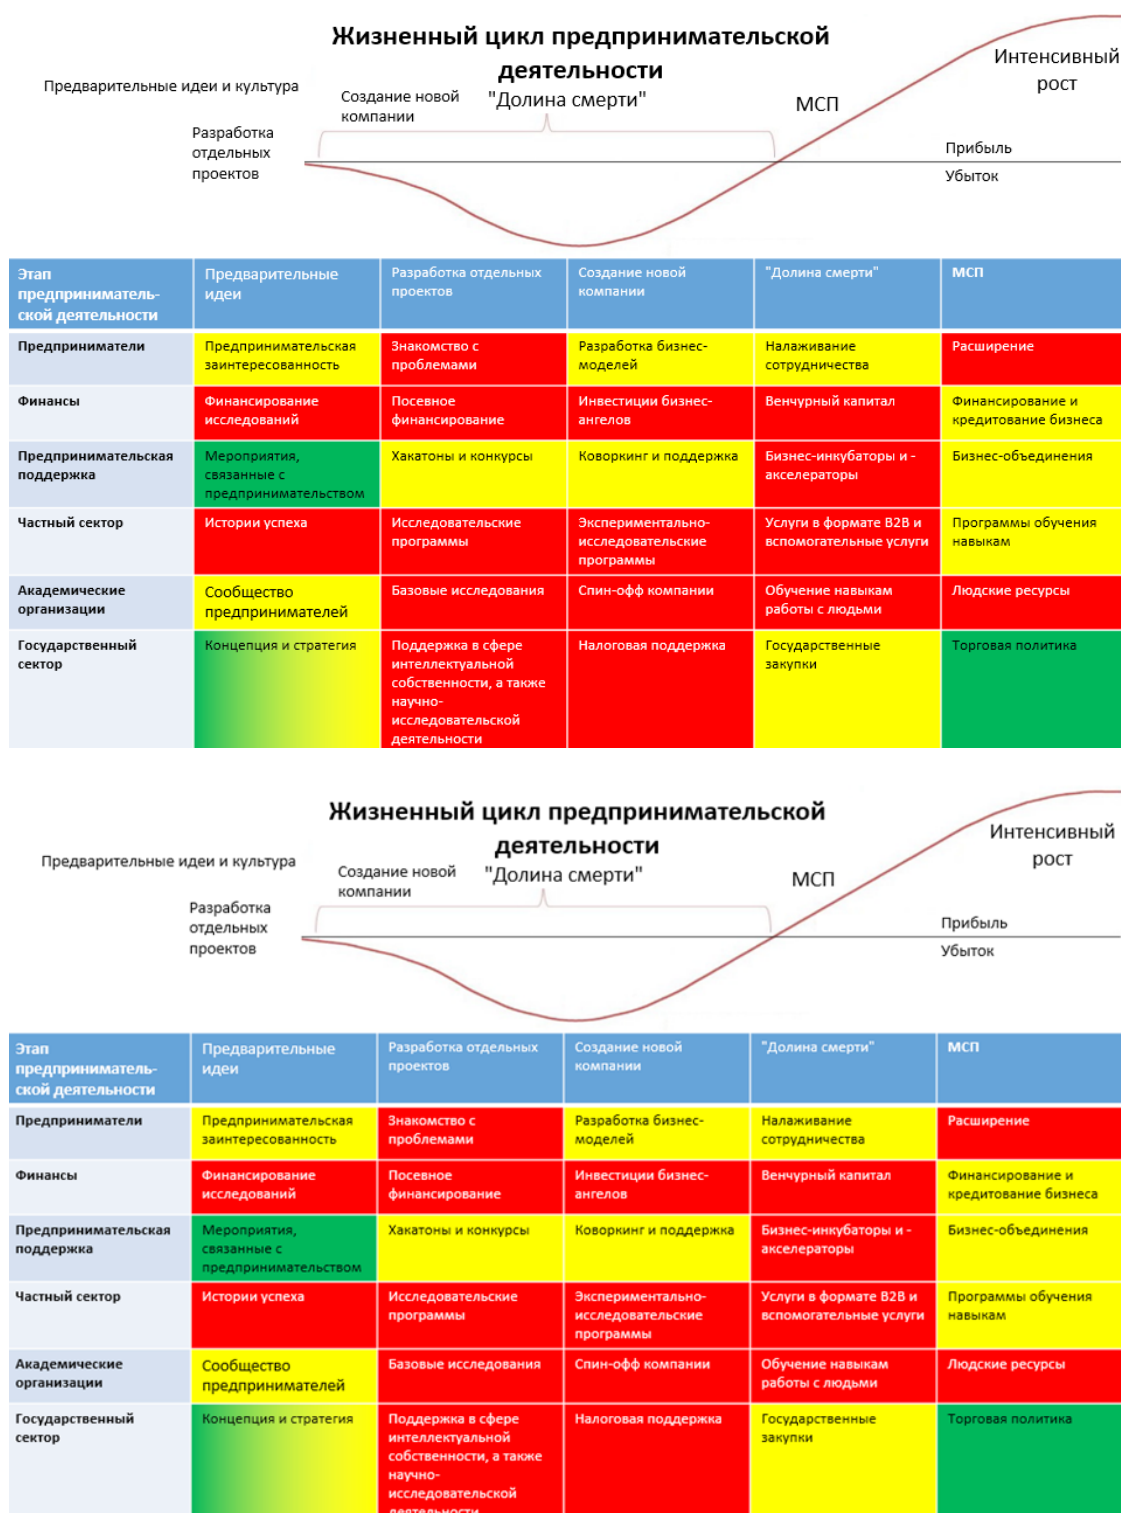 Жизненный цикл предпринимательской
деятельности
Интенсивный
рост
Предварительные идеи и культура
Создание новой
компании
"Долина смерти"
МСП
Разработка
отдельных
проектов
Прибыль
Убыток
Этап
предприниматель-
ской деятельности
Предварительные
идеи
Разработка отдельных
проектов
Создание новой
компании
"Долина смерти"
МСП
Предприниматели
Предпринимательская
заинтересованность
Знакомство с
проблемами
Разработка бизнес-
моделей
Налаживание
сотрудничества
Расширение
Финансы
Финансирование
исследований
Посевное
финансирование
Инвестиции бизнес-
ангелов
Венчурный капитал
Финансирование и
кредитование бизнеса
Предпринимательская
поддержка
Мероприятия,
связанные с
предпринимательством
Хакатоны и конкурсы
Коворкинг и поддержка
Бизнес-инкубаторы и -
акселераторы
Бизнес-объединения
Частный сектор
Истории успеха
Исследовательские
программы
Экспериментально-
исследовательские
программы
Услуги в формате B2B и
вспомогательные услуги
Программы обучения
навыкам
Академические
организации
Сообщество
предпринимателей
Базовые исследования
Спин-офф компании
Обучение навыкам
работы с людьми
Людские ресурсы
Государственный
сектор
Концепция и стратегия
Поддержка в сфере
интеллектуальной
собственности, а также
научно-
исследовательской
деятельности
Налоговая поддержка
Государственные
закупки
Торговая политика
Жизненный цикл предпринимательской
деятельности
Интенсивный
рост
Предварительные идеи и культура
Создание новой
компании
"Долина смерти"
МСП
Разработка
отдельных
проектов
Прибыль
Убыток
Этап
предприниматель-
ской деятельности
Предварительные
идеи
Разработка отдельных
проектов
Создание новой
компании
"Долина смерти"
МСП
Предприниматели
Предпринимательская
заинтересованность
Знакомство с
проблемами
Разработка бизнес-
моделей
Налаживание
сотрудничества
Расширение
Финансы
Финансирование
исследований
Посевное
финансирование
Инвестиции бизнес-
ангелов
Венчурный капитал
Финансирование и
кредитование бизнеса
Предпринимательская
поддержка
Мероприятия,
связанные с
предпринимательством
Хакатоны и конкурсы
Коворкинг и поддержка
Бизнес-инкубаторы и -
акселераторы
Бизнес-объединения
Частный сектор
Истории успеха
Исследовательские
программы
Экспериментально-
исследовательские
программы
Услуги в формате B2B и
вспомогательные услуги
Программы обучения
навыкам
Академические
организации
Сообщество
предпринимателей
Базовые исследования
Спин-офф компании
Обучение навыкам
работы с людьми
Людские ресурсы
Государственный
сектор
Концепция и стратегия
Поддержка в сфере
интеллектуальной
собственности, а также
научно-
исследовательской
деятельности
Налоговая поддержка
Государственные
закупки
Торговая политика